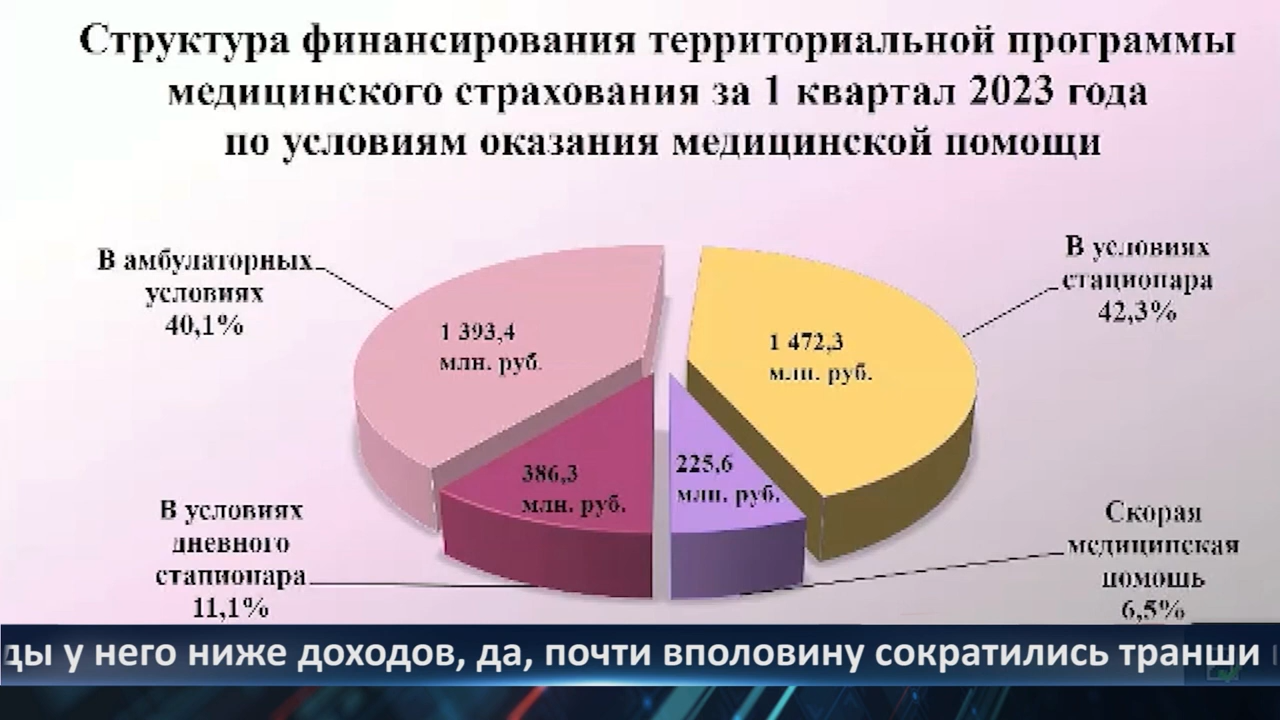 Структура финансирования территориальной программы
медицинского страхования за 1 квартал 2023 года
по условиям оказания медицинской помощи
В амбулаторных
условиях
40,1%
1 393,4
млн. руб.
В условиях
стационара
42,3%
1 472,3
млн. руб.
В условиях
дневного
стационара
11,1%
386,3
млн. руб.
225,6
млн. руб.
Скорая
медицинская
помощь
6,5%
ды у него ниже доходов, да, почти вполовину сократились транши